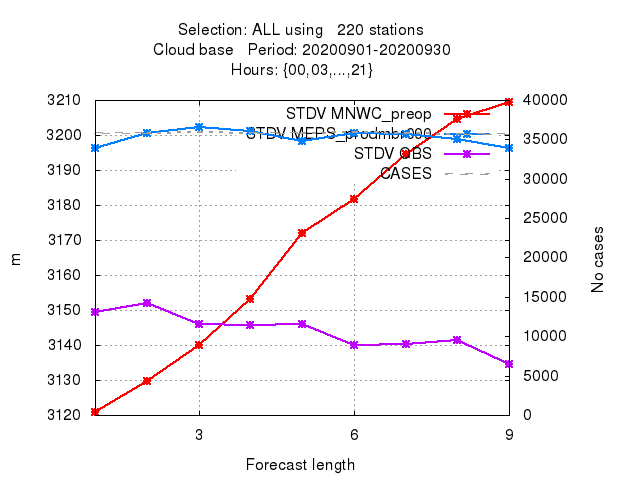 Selection: ALL using   220 stations
Cloud base   Period: 20200901-20200930
Hours: {00,03,...,21}
STDV MNWC_preop
STDV MEPS_prodmbr000
STDV OBS
CASES
3210
3200
3190
3180
3170
3160
3150
3140
3130
3120
m
40000
35000
30000
25000
20000
15000
10000
5000
0
No cases
3
6
9
Forecast length